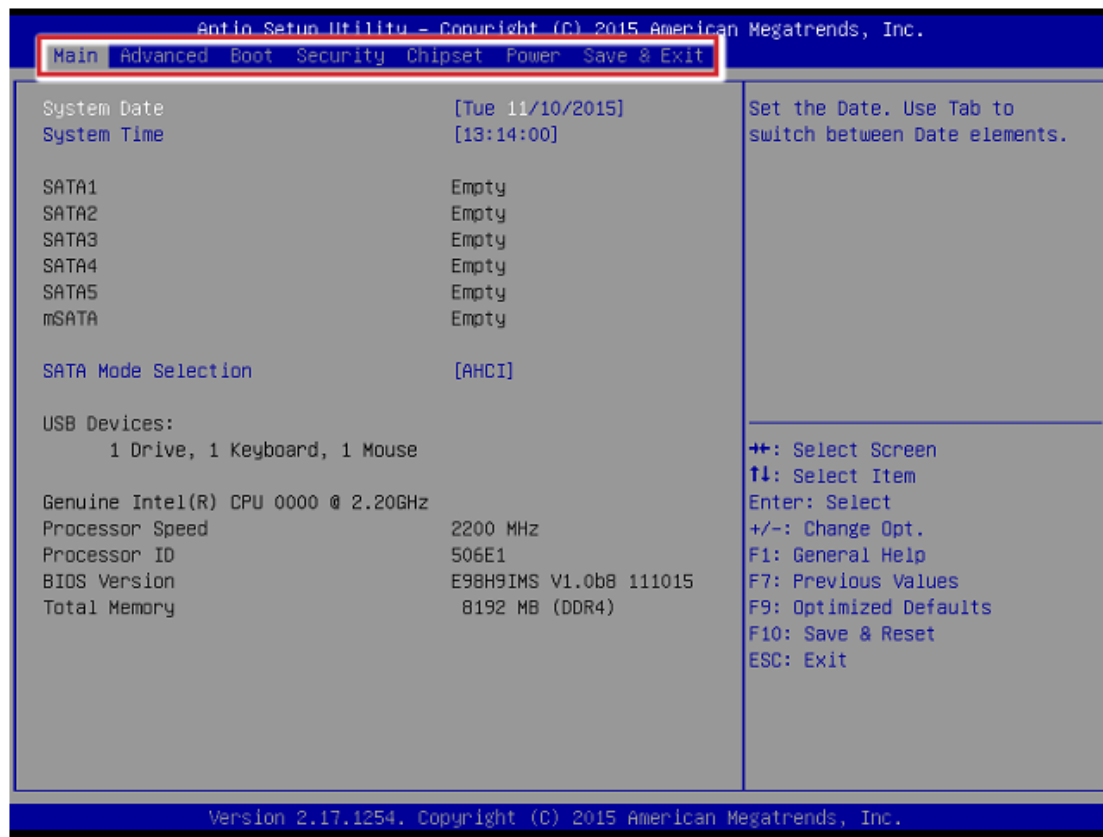 Aptio Setup Utility – Copyright (C) 2015 American Megatrends, Inc.
Main Advanced Boot Security Chipset Power Save & Exit
System Date [Tue 11/10/2015]
System Time [13:14:00]
SATA1 Empty
SATA2 Empty
SATA3 Empty
SATA4 Empty
SATA5 Empty
mSATA Empty
SATA Mode Selection [AHCI]
USB Devices:
1 Drive, 1 Keyboard, 1 Mouse
Genuine Intel(R) CPU 0000 @ 2.20GHz
Processor Speed 2200 MHz
Processor ID 506E1
BIOS Version E98H9IMS V1.0b8 111015
Total Memory 8192 MB (DDR4)
Set the Date. Use Tab to
switch between Date elements.
→←: Select Screen
↑↓: Select Item
Enter: Select
+/-: Change Opt.
F1: General Help
F7: Previous Values
F9: Optimized Defaults
F10: Save & Reset
ESC: Exit
Version 2.17.1254. Copyright (C) 2015 American Megatrends, Inc.